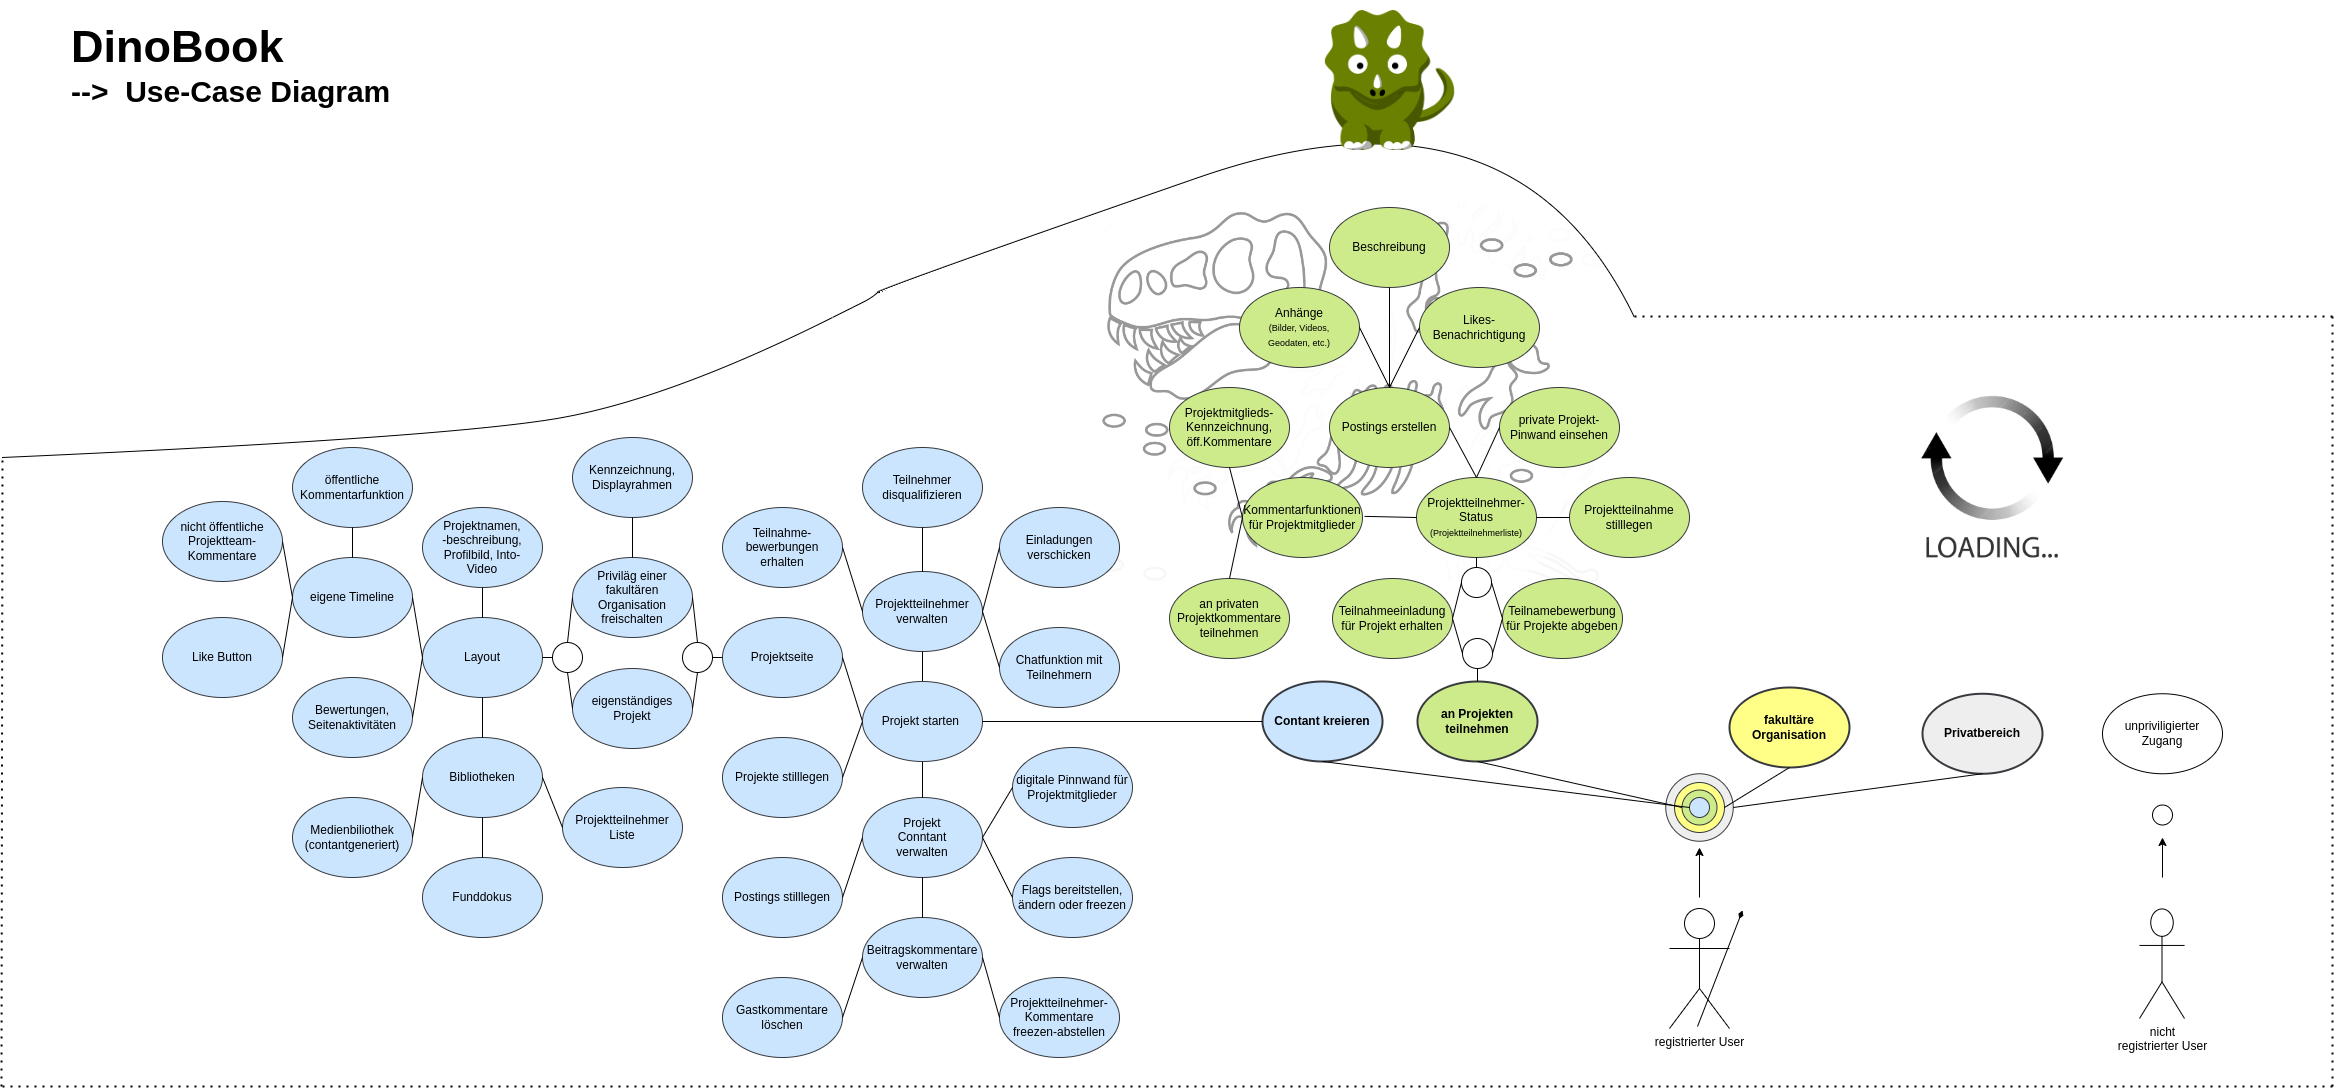 DinoBook
--> Use-Case Diagram
Beschreibung
Anhänge
(Bilder, Videos,
Geodaten, etc.)
Likes-
Benachrichtigung
Projektmitglieds-
Kennzeichnung,
öff.Kommentare
Postings erstellen
private Projekt-
Pinwand einsehen
Kommentarfunktionen
für Projektmitglieder
Projektteilnehmer-
Status
(Projektteilnehmerliste)
Projektteilnahme
stilllegen
an privaten
Projektkommentare
teilnehmen
Teilnahmeeinladung
für Projekt erhalten
Teilnamebewerbung
für Projekte abgeben
LOADING...
öffentliche
Kommentarfunktion
nicht öffentliche
Projektteam-
Kommentare
Projektnamen,
-beschreibung,
Profilbild, Into-
Video
Kennzeichnung,
Displayrahmen
eigene Timeline
Priviläg einer
fakultären
Organisation
freischalten
Like Button
Layout
Bewertungen,
Seitenaktivitäten
eigenständiges
Projekt
Bibliotheken
Medienbiliothek
(contantgeneriert)
Projektteilnehmer
Liste
Funddokus
Teilnehmer
disqualifizieren
Teilnahme-
bewerbungen
erhalten
Einladungen
verschicken
Projektteilnehmer
verwalten
Projektseite
Chatfunktion mit
Teilnehmern
Projekt starten
Projekte stilllegen
digitale Pinnwand für
Projektmitglieder
Projekt
Conntant
verwalten
Postings stilllegen
Flags bereitstellen,
ändern oder freezen
Beitragskommentare
verwalten
Gastkommentare
löschen
Projektteilnehmer-
Kommentare
freezen-abstellen
Contant kreieren
an Projekten
teilnehmen
fakultäre
Organisation
Privatbereich
unpriviligierter
Zugang
registrierter User
nicht
registrierter User